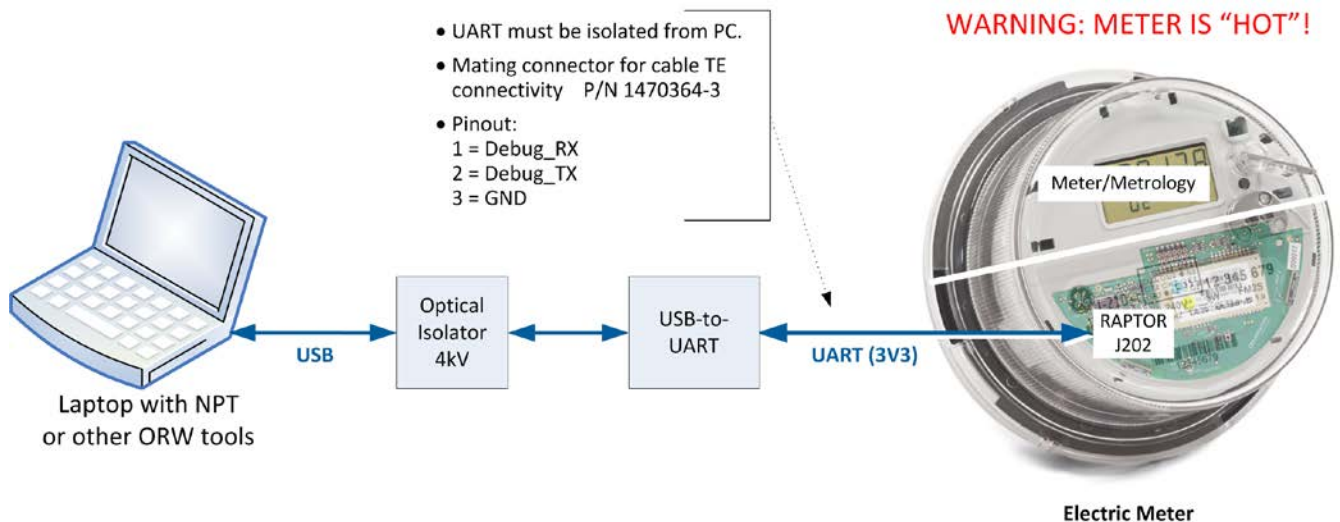 WARNING: METER IS “HOT”!
• UART must be isolated from PC.
• Mating connector for cable TE
connectivity P/N 1470364-3
• Pinout:
1 = Debug_RX
2 = Debug_TX
3 = GND
Meter/Metrology
Optical
Isolator
4kV
USB-to-
UART
RAPTOR
J202
USB
UART (3V3)
Laptop with NPT
or other ORW tools
Electric Meter